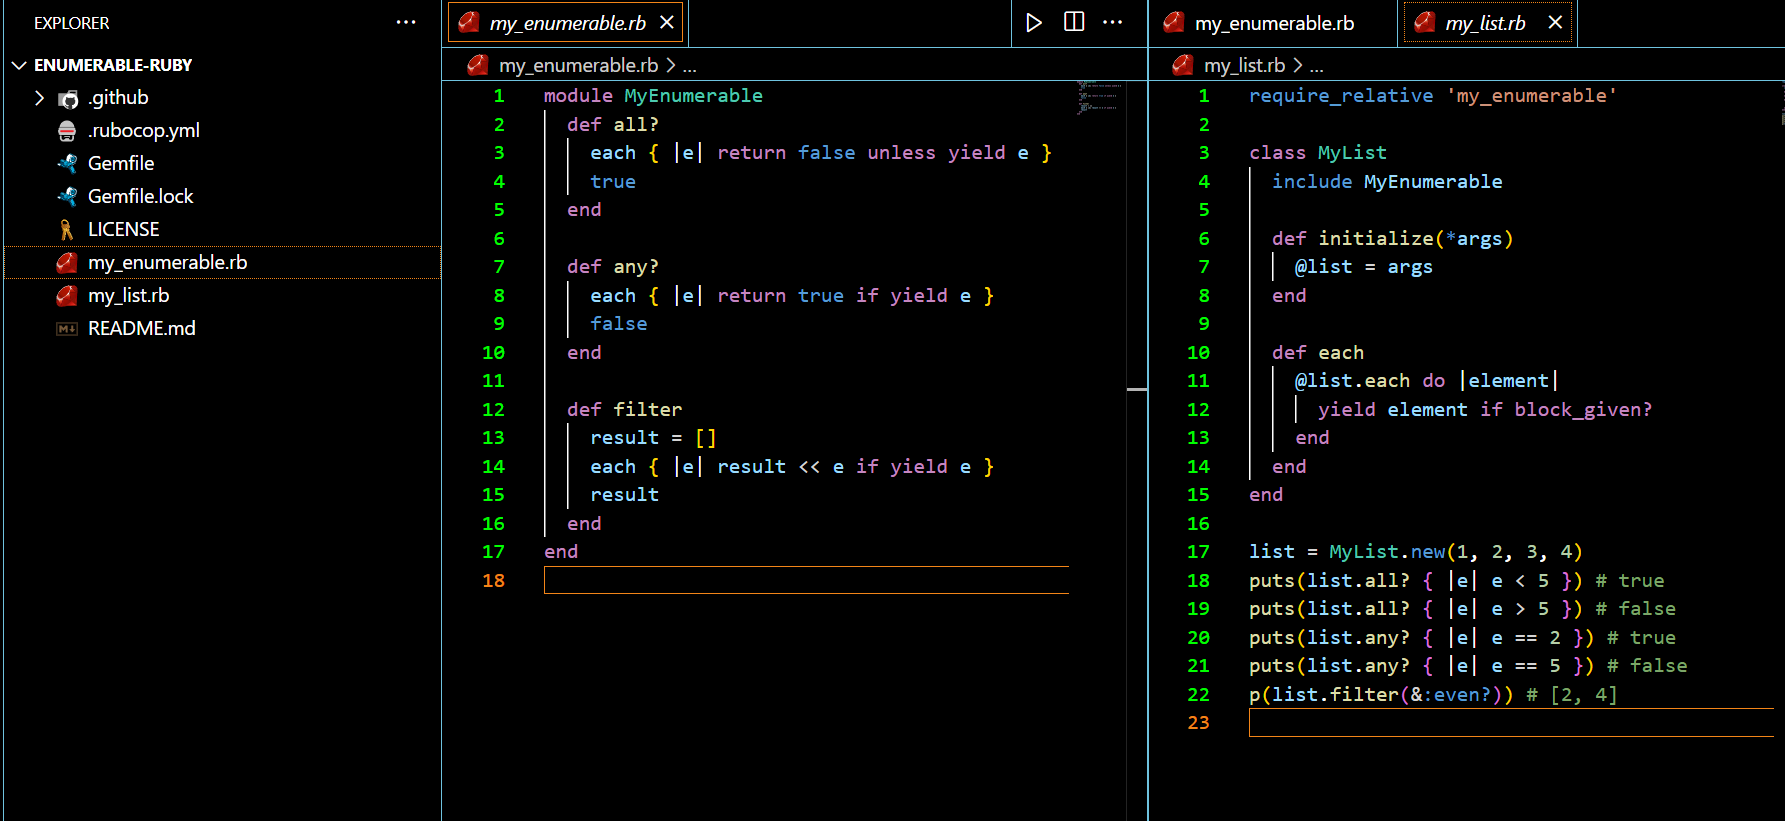 EXPLORER
ENUMERABLE-RUBY
.github
.rubocop.yml
Gemfile
Gemfile.lock
LICENSE
my_enumerable.rb
my_list.rb
README.md
my_enumerable.rb
my_enumerable.rb > ...
1 module MyEnumerable
2 def all?
3 each { |e| return false unless yield e }
4 true
5 end
6
7 def any?
8 each { |e| return true if yield e }
9 false
10 end
11
12 def filter
13 result = []
14 each { |e| result << e if yield e }
15 result
16 end
17 end
18
my_enumerable.rb
my_list.rb
my_list.rb > ...
1 require_relative 'my_enumerable'
2
3 class MyList
4 include MyEnumerable
5
6 def initialize(*args)
7 @list = args
8 end
9
10 def each
11 @list.each do |element|
12 yield element if block_given?
13 end
14 end
15 end
16
17 list = MyList.new(1, 2, 3, 4)
18 puts(list.all? { |e| e < 5 }) # true
19 puts(list.all? { |e| e > 5 }) # false
20 puts(list.any? { |e| e == 2 }) # true
21 puts(list.any? { |e| e == 5 }) # false
22 p(list.filter(&:even?)) # [2, 4]
23